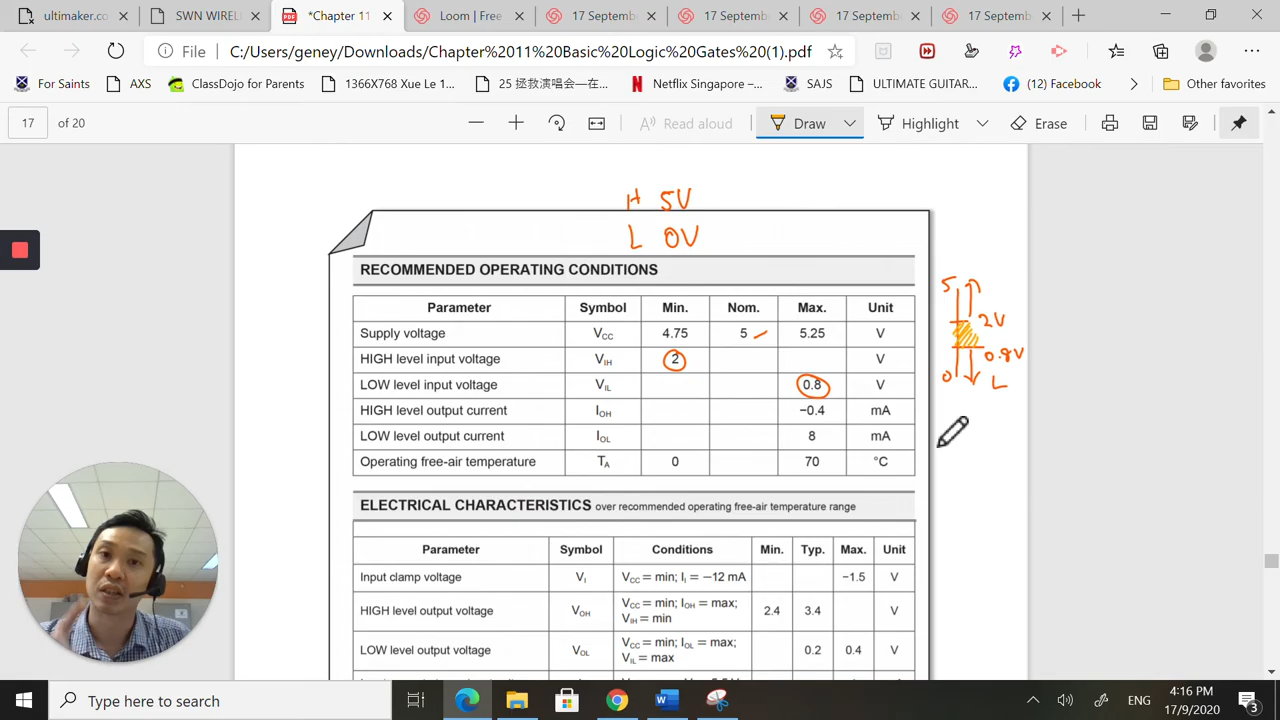 ultimaker.co
SWN WIRELI
*Chapter 11
Loom | Free
17 Septemb
17 Septemb
17 Septemb
17 Septemb
File
C:/Users/geney/Downloads/Chapter%2011%20Basic%20Logic%20Gates%20(1).pdf
For Saints
AXS
ClassDojo for Parents
1366X768 Xue Le 1...
25 拯救演唱会—在...
Netflix Singapore –...
SAJS
ULTIMATE GUITAR...
(12) Facebook
Other favorites
17 of 20
Read aloud
Draw
Highlight
Erase
H 5V
L 0V
RECOMMENDED OPERATING CONDITIONS
Parameter Symbol Min. Nom. Max. Unit
Supply voltage VCC 4.75 5 5.25 V
HIGH level input voltage VIH 2 V
LOW level input voltage VIL 0.8 V
HIGH level output current IOH −0.4 mA
LOW level output current IOL 8 mA
Operating free-air temperature TA 0 70 °C
5
2V
0.8V
0 L
ELECTRICAL CHARACTERISTICS over recommended operating free-air temperature range
Parameter Symbol Conditions Min. Typ. Max. Unit
Input clamp voltage VI VCC = min; II = −12 mA −1.5 V
HIGH level output voltage VOH VCC = min; IOH = max; VIH = min 2.4 3.4 V
LOW level output voltage VOL VCC = min; IOL = max; VIL = max 0.2 0.4 V
Type here to search
ENG
4:16 PM
17/9/2020
3